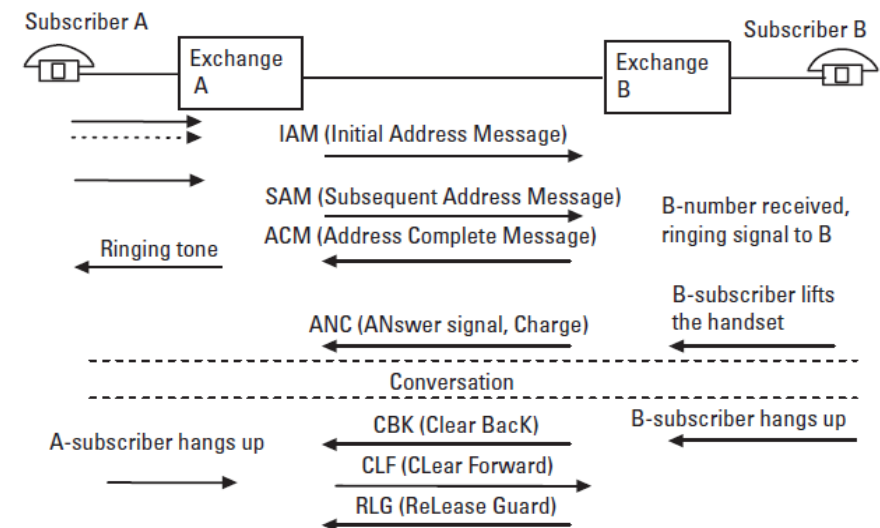 Subscriber A
Subscriber B
Exchange
A
Exchange
B
IAM (Initial Address Message)
SAM (Subsequent Address Message)
B-number received,
ringing signal to B
ACM (Address Complete Message)
Ringing tone
B-subscriber lifts
the handset
ANC (ANswer signal, Charge)
Conversation
CBK (Clear BacK)
B-subscriber hangs up
A-subscriber hangs up
CLF (CLear Forward)
RLG (ReLease Guard)